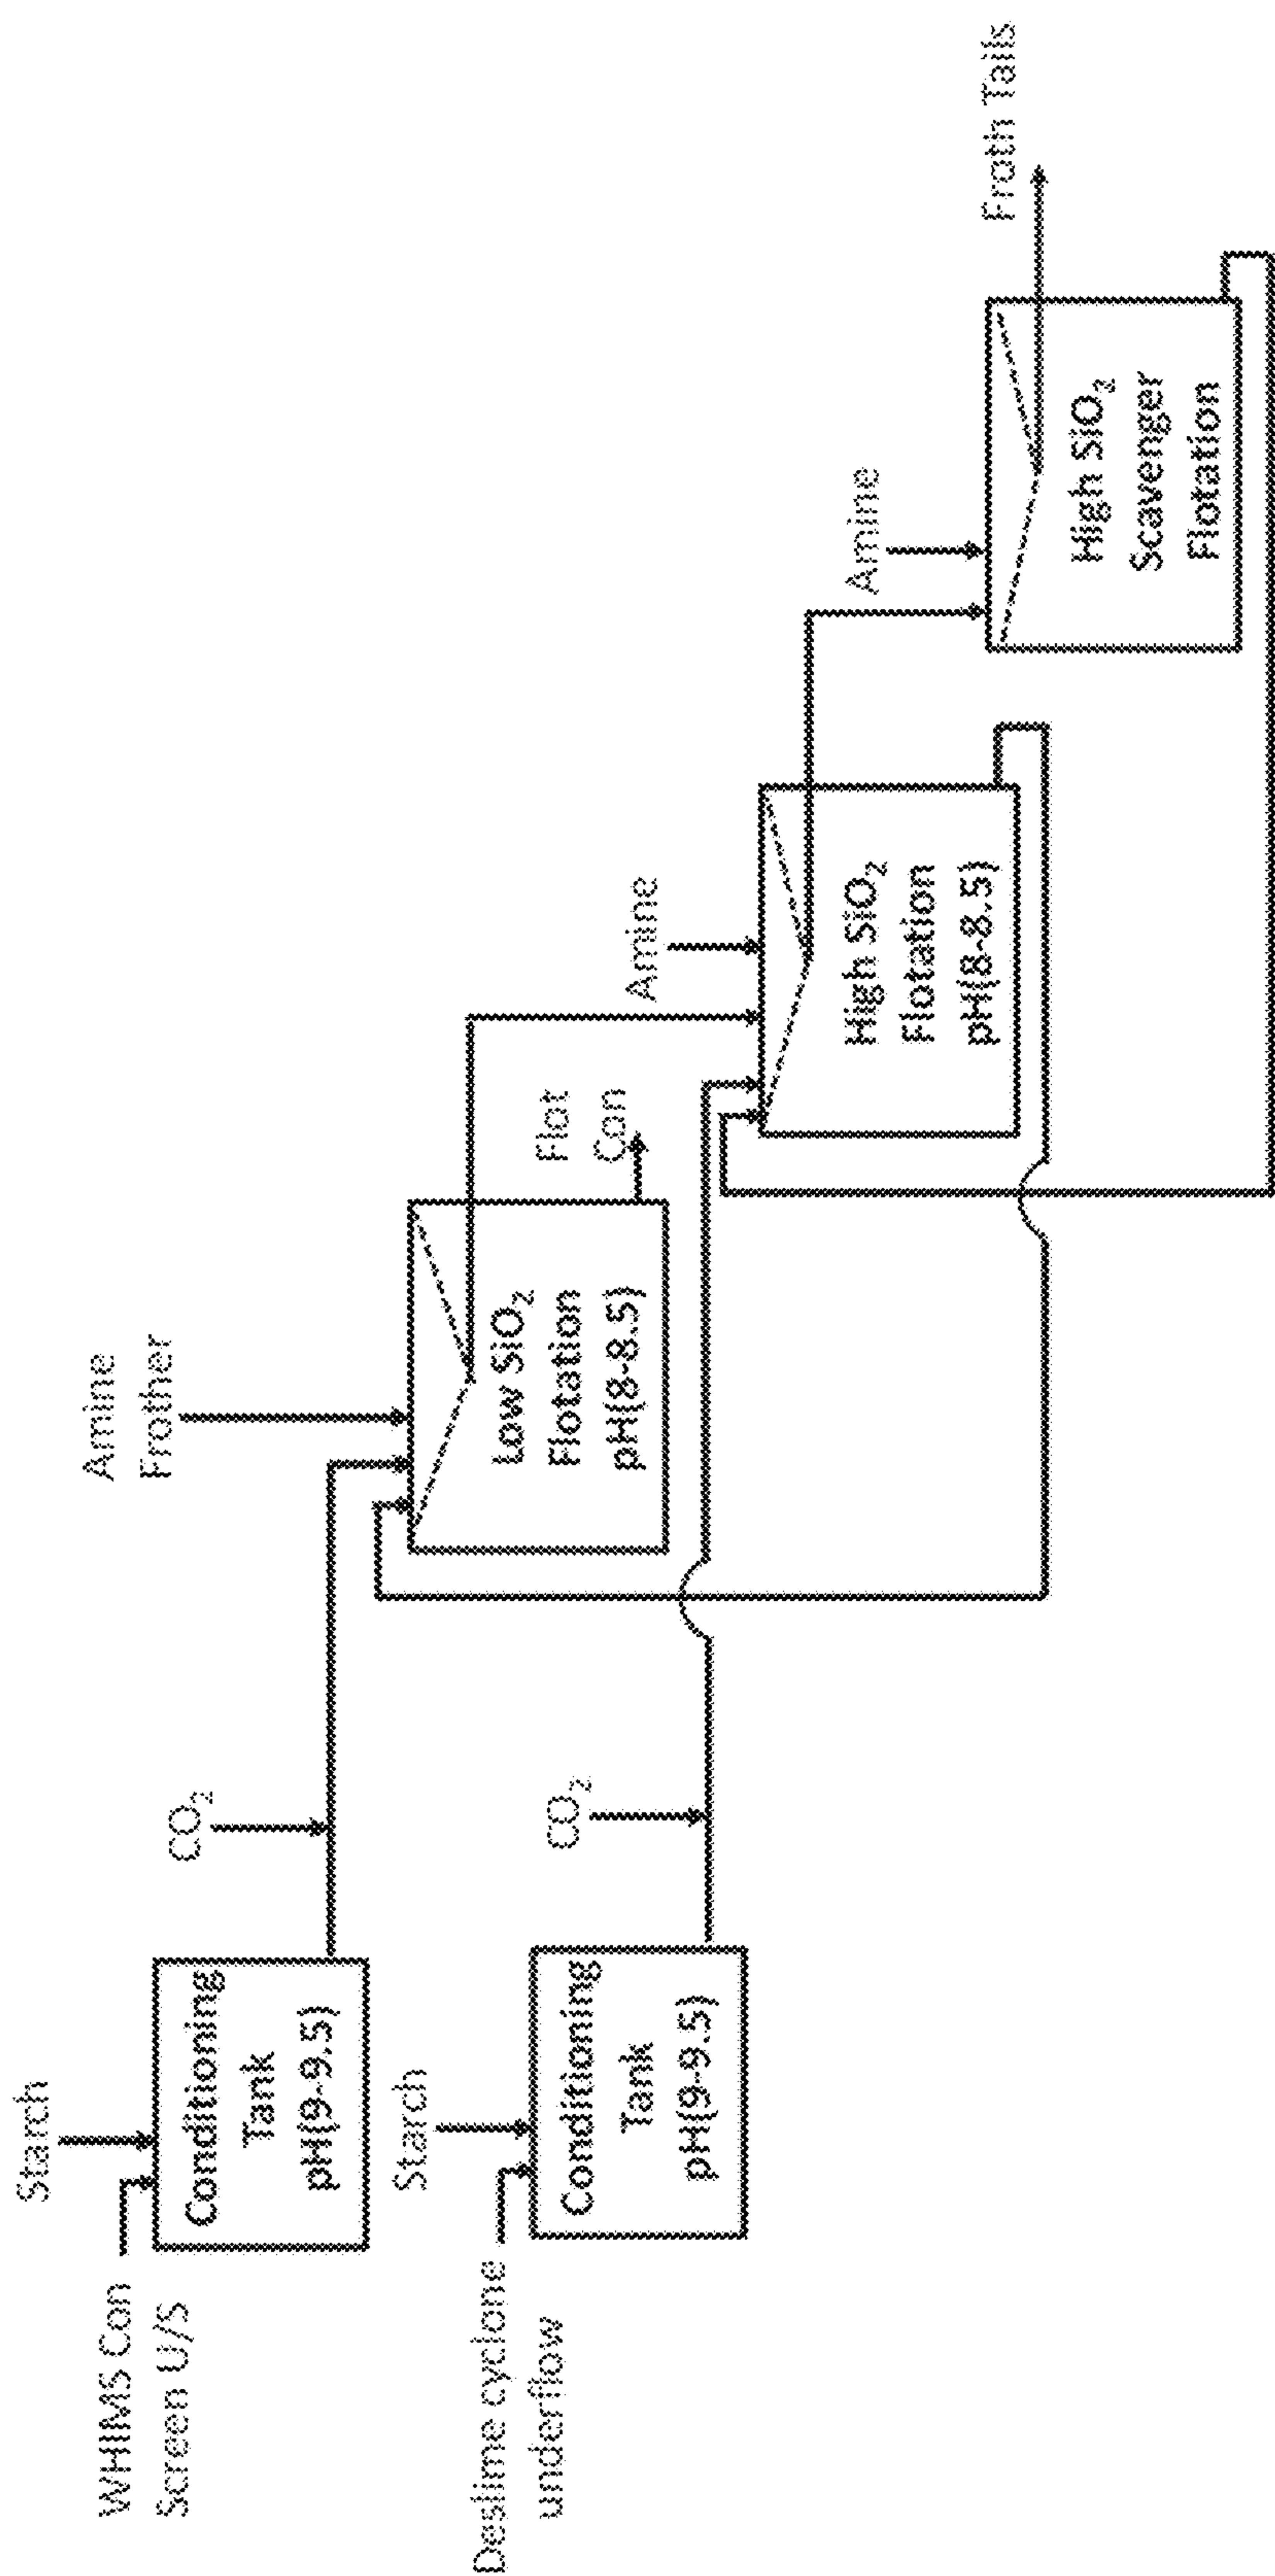 Starch
WHIMS Con
Screen U/S
Conditioning
Tank
pH(9-9.5)
CO2
Amine
Frother
Low SiO2
Flotation
pH(8-8.5)
Flot
Con
Starch
Deslime cyclone
underflow
Conditioning
Tank
pH(9-9.5)
CO2
Amine
High SiO2
Flotation
pH(8-8.5)
Amine
High SiO2
Scavenger
Flotation
Froth Tails